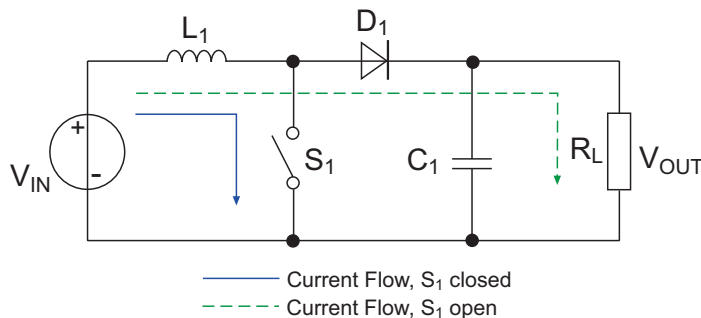 L1
D1
+
-
VIN
S1
C1
RL
VOUT
Current Flow, S1 closed
Current Flow, S1 open